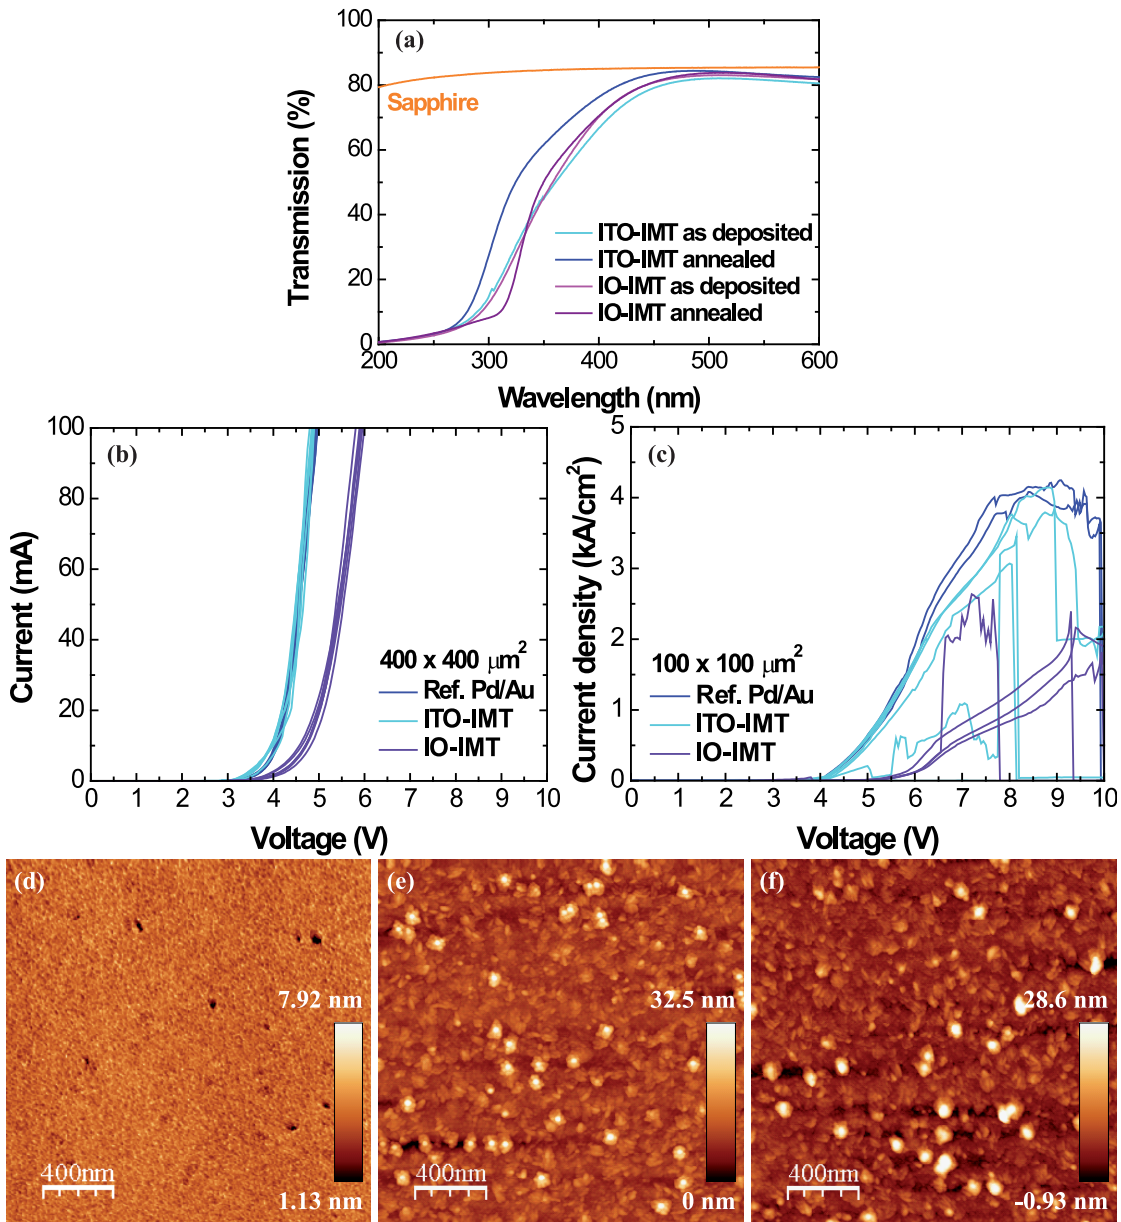 (a)
100
80
60
40
20
0
Transmission (%)
Sapphire
ITO-IMT as deposited
ITO-IMT annealed
IO-IMT as deposited
IO-IMT annealed
200 300 400 500 600
Wavelength (nm)
(b)
100
80
60
40
20
0
Current (mA)
400 x 400 μm²
Ref. Pd/Au
ITO-IMT
IO-IMT
0 1 2 3 4 5 6 7 8 9 10
Voltage (V)
(c)
5
4
3
2
1
0
Current density (kA/cm²)
100 x 100 μm²
Ref. Pd/Au
ITO-IMT
IO-IMT
0 1 2 3 4 5 6 7 8 9 10
Voltage (V)
(d)
7.92 nm
400nm
1.13 nm
(e)
32.5 nm
400nm
0 nm
(f)
28.6 nm
400nm
-0.93 nm